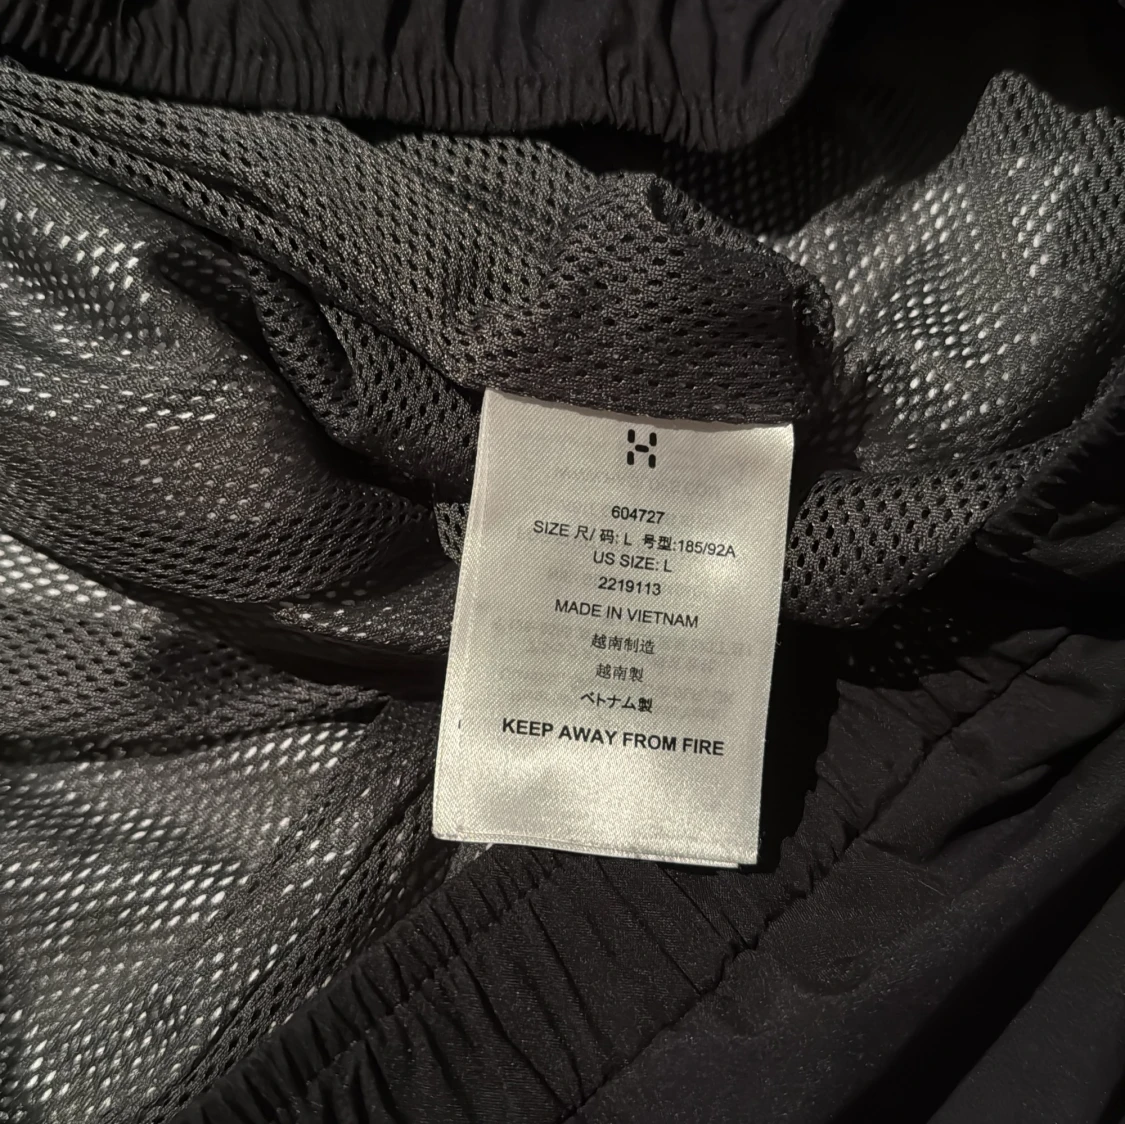 604727
SIZE 尺/ 码: L 号型:185/92A
US SIZE: L
2219113
MADE IN VIETNAM
越南制造
越南製
ベトナム製
KEEP AWAY FROM FIRE